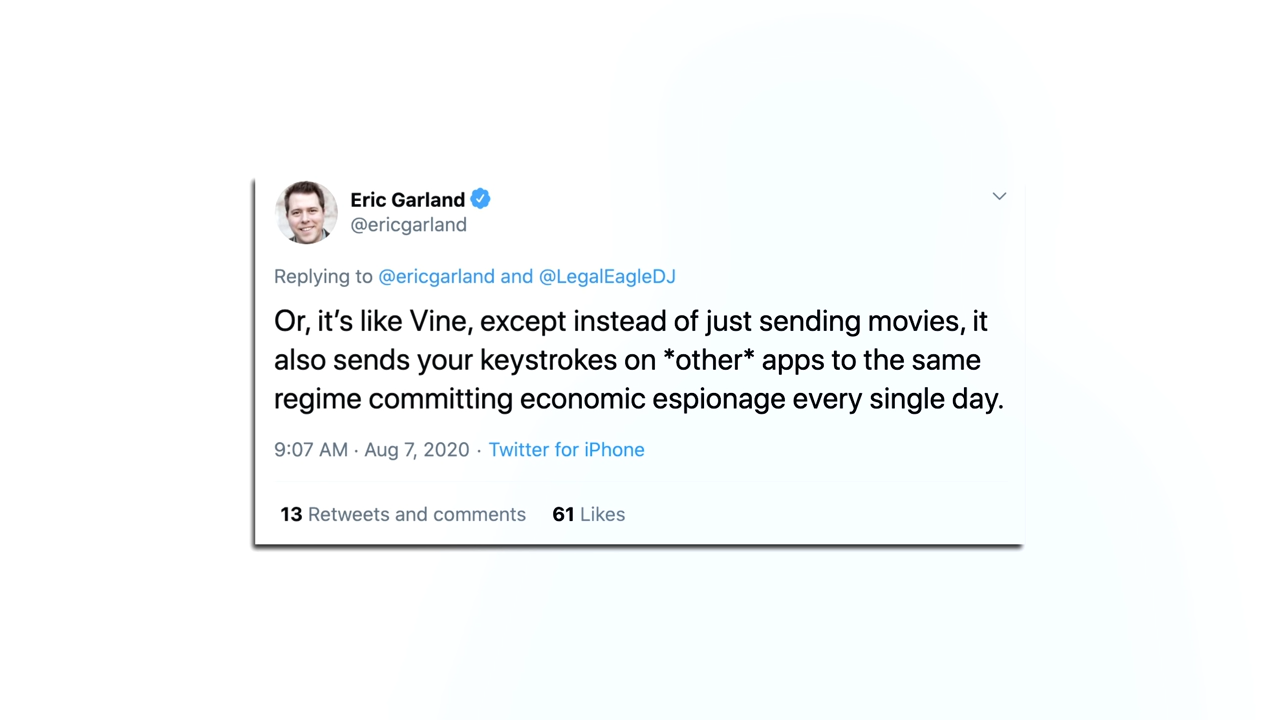 Eric Garland
@ericgarland
Replying to @ericgarland and @LegalEagleDJ
Or, it’s like Vine, except instead of just sending movies, it
also sends your keystrokes on *other* apps to the same
regime committing economic espionage every single day.
9:07 AM · Aug 7, 2020 · Twitter for iPhone
13 Retweets and comments 61 Likes